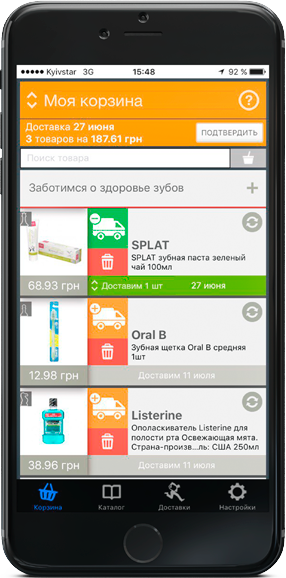 Kyivstar 3G 15:48 92 %
Моя корзина ?
Доставка 27 июня
3 товаров на 187.61 грн
ПОДТВЕРДИТЬ
Поиск товара
Заботимся о здоровье зубов +
SPLAT
SPLAT зубная паста зеленый
чай 100мл
68.93 грн
Доставим 1 шт 27 июня
Oral B
Зубная щетка Oral B средняя
1шт
12.98 грн
Доставим 11 июля
Listerine
Ополаскиватель Listerine для
полости рта Освежающая мята.
Страна-произв...ль: США 250мл
38.96 грн
Доставим 11 июля
Корзина Каталог Доставки Настройки